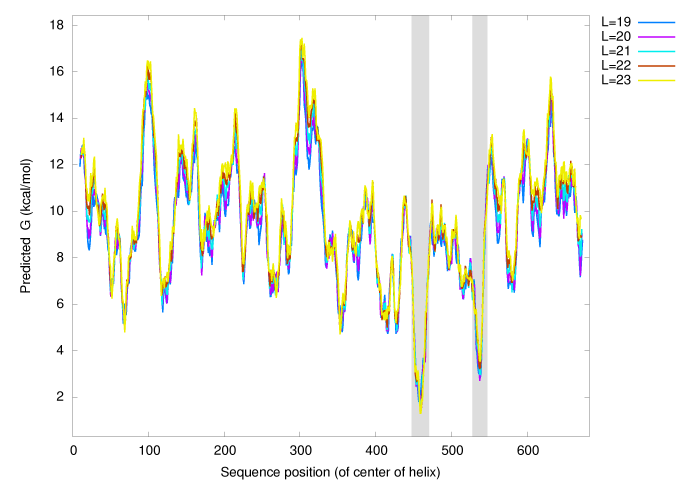 18
16
14
12
10
8
6
4
2
0
100
200
300
400
500
600
Predicted G (kcal/mol)
Sequence position (of center of helix)
L=19
L=20
L=21
L=22
L=23